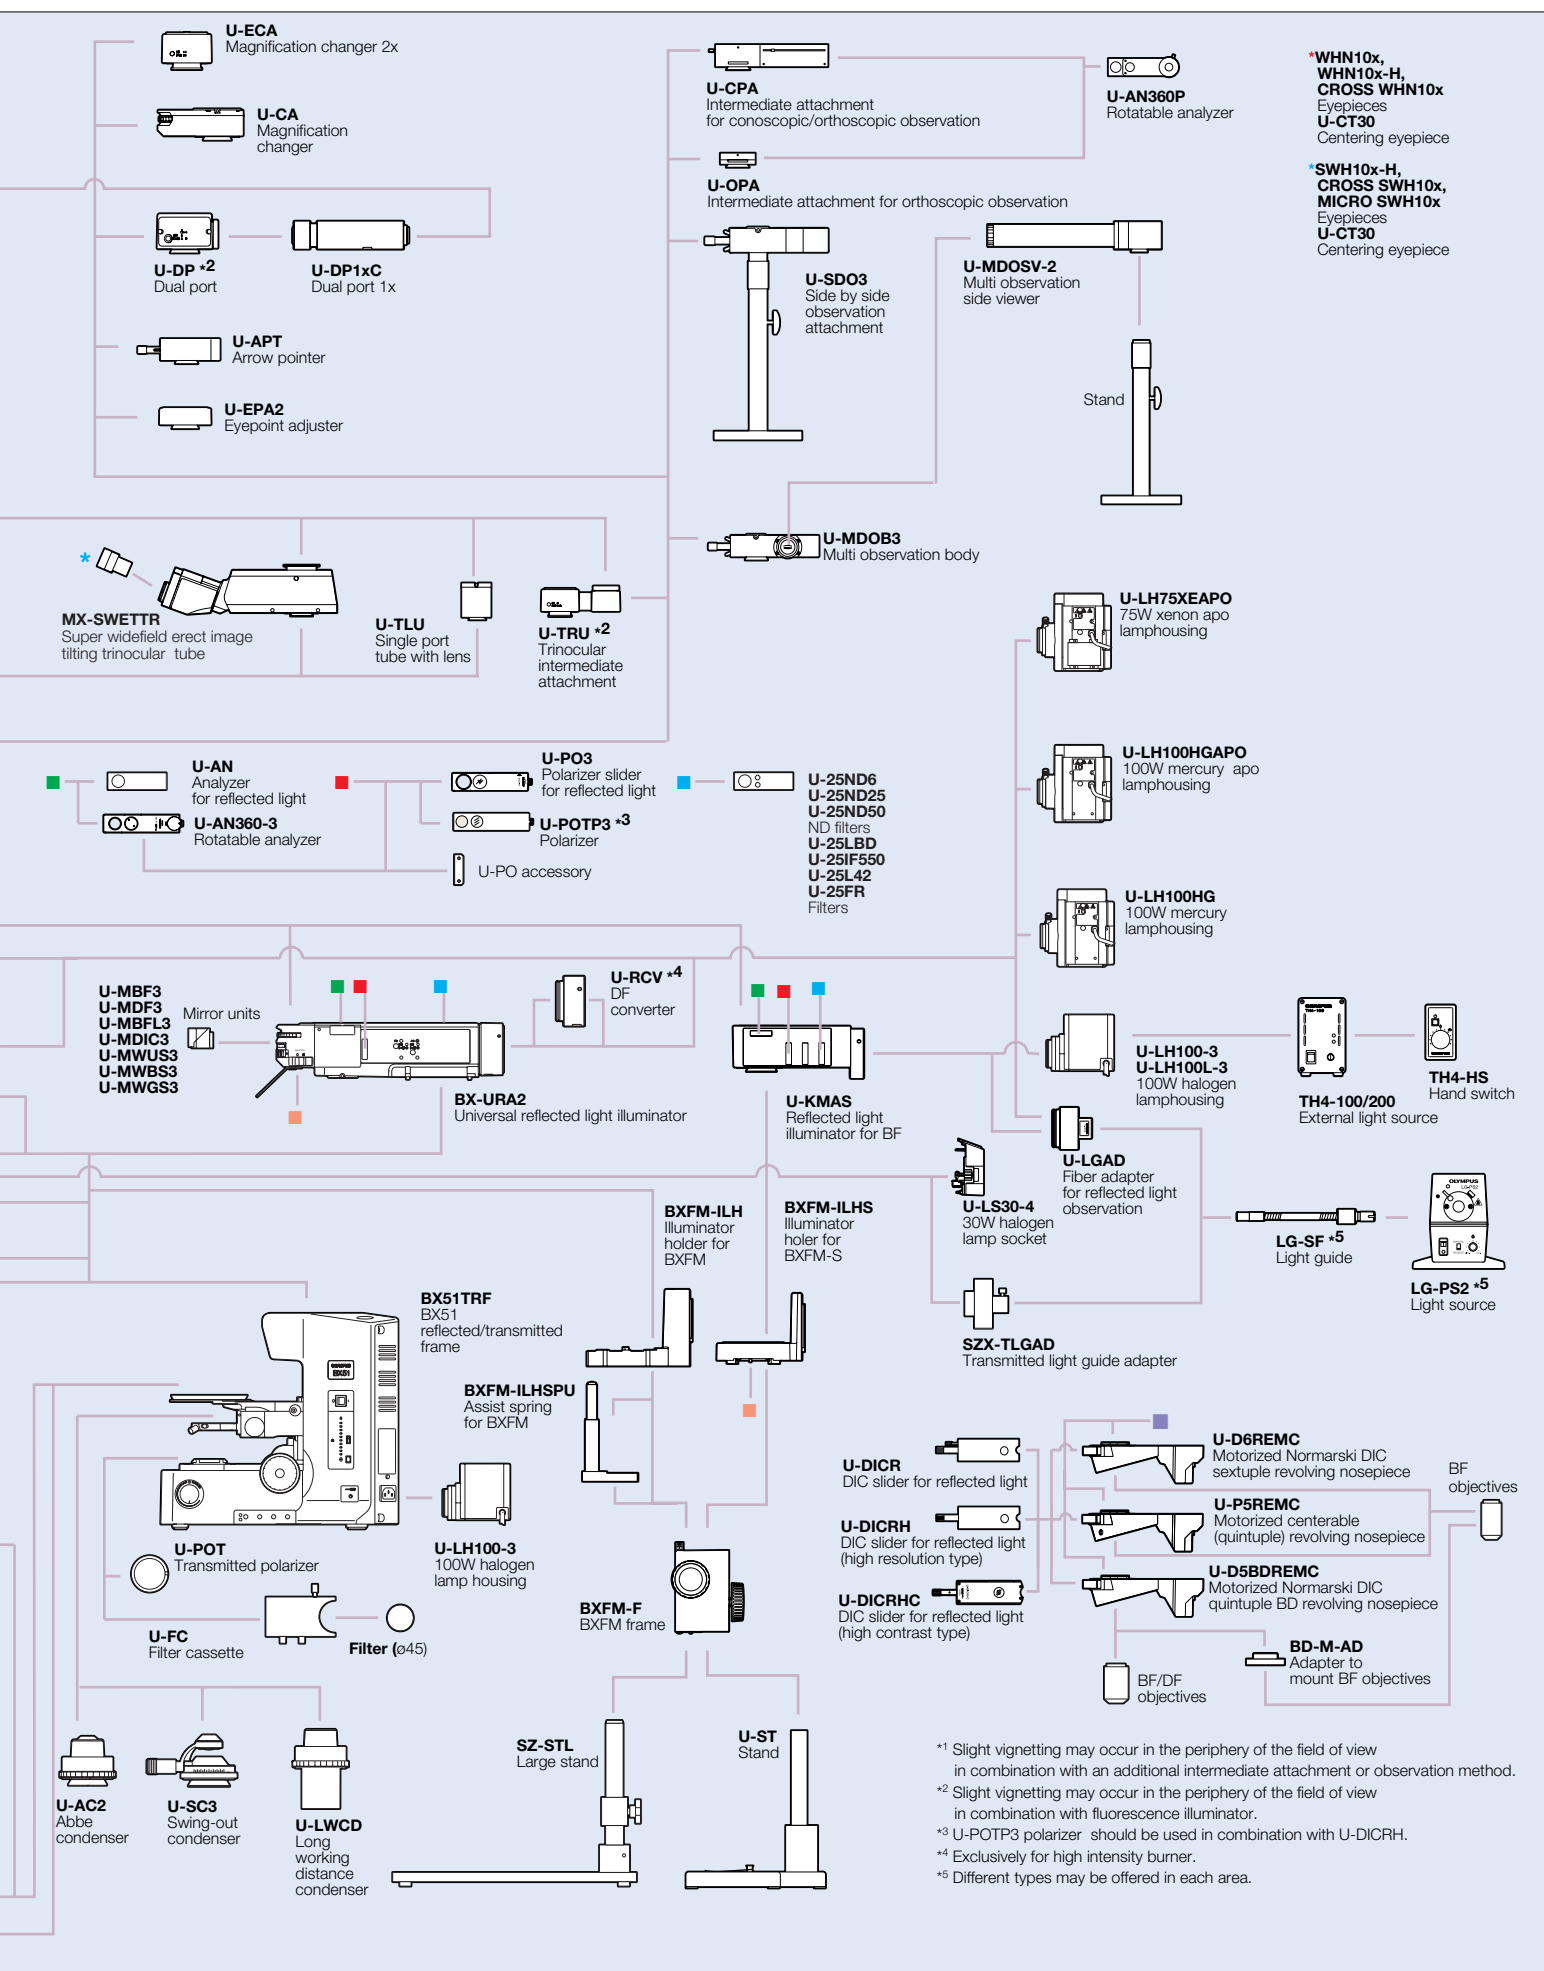 U-ECA
Magnification changer 2x
U-CA
Magnification
changer
U-DP *2
Dual port
U-DP1xC
Dual port 1x
U-APT
Arrow pointer
U-EPA2
Eyepoint adjuster
U-CPA
Intermediate attachment
for conoscopic/orthoscopic observation
U-AN360P
Rotatable analyzer
U-OPA
Intermediate attachment for orthoscopic observation
U-SDO3
Side by side
observation
attachment
U-MDOSV-2
Multi observation
side viewer
Stand
*WHN10x,
WHN10x-H,
CROSS WHN10x
Eyepieces
U-CT30
Centering eyepiece
*SWH10x-H,
CROSS SWH10x,
MICRO SWH10x
Eyepieces
U-CT30
Centering eyepiece
U-MDOB3
Multi observation body
*
MX-SWETTR
Super widefield erect image
tilting trinocular tube
U-TLU
Single port
tube with lens
U-TRU *2
Trinocular
intermediate
attachment
U-LH75XEAPO
75W xenon apo
lamphousing
U-AN
Analyzer
for reflected light
U-AN360-3
Rotatable analyzer
U-PO3
Polarizer slider
for reflected light
U-POTP3 *3
Polarizer
U-PO accessory
U-25ND6
U-25ND25
U-25ND50
ND filters
U-25LBD
U-25IF550
U-25L42
U-25FR
Filters
U-LH100HGAPO
100W mercury apo
lamphousing
U-LH100HG
100W mercury
lamphousing
U-MBF3
U-MDF3
U-MBFL3
U-MDIC3
U-MWUS3
U-MWBS3
U-MWGS3
Mirror units
U-RCV *4
DF
converter
BX-URA2
Universal reflected light illuminator
U-KMAS
Reflected light
illuminator for BF
U-LH100-3
U-LH100L-3
100W halogen
lamphousing
OLYMPUS
TH4-100
TH4-100/200
External light source
TH4-HS
Hand switch
U-LGAD
Fiber adapter
for reflected light
observation
U-LS30-4
30W halogen
lamp socket
LG-SF *5
Light guide
OLYMPUS
LG-PS2
LG-PS2 *5
Light source
SZX-TLGAD
Transmitted light guide adapter
BXFM-ILH
Illuminator
holder for
BXFM
BXFM-ILHS
Illuminator
holer for
BXFM-S
BX51TRF
BX51
reflected/transmitted
frame
OLYMPUS
BX51
BXFM-ILHSPU
Assist spring
for BXFM
U-LH100-3
100W halogen
lamp housing
U-POT
Transmitted polarizer
U-FC
Filter cassette
Filter (ø45)
BXFM-F
BXFM frame
U-DICR
DIC slider for reflected light
U-DICRH
DIC slider for reflected light
(high resolution type)
U-DICRHC
DIC slider for reflected light
(high contrast type)
U-D6REMC
Motorized Normarski DIC
sextuple revolving nosepiece
U-P5REMC
Motorized centerable
(quintuple) revolving nosepiece
U-D5BDREMC
Motorized Normarski DIC
quintuple BD revolving nosepiece
BF
objectives
BD-M-AD
Adapter to
mount BF objectives
BF/DF
objectives
U-AC2
Abbe
condenser
U-SC3
Swing-out
condenser
U-LWCD
Long
working
distance
condenser
SZ-STL
Large stand
U-ST
Stand
*1 Slight vignetting may occur in the periphery of the field of view
in combination with an additional intermediate attachment or observation method.
*2 Slight vignetting may occur in the periphery of the field of view
in combination with fluorescence illuminator.
*3 U-POTP3 polarizer should be used in combination with U-DICRH.
*4 Exclusively for high intensity burner.
*5 Different types may be offered in each area.